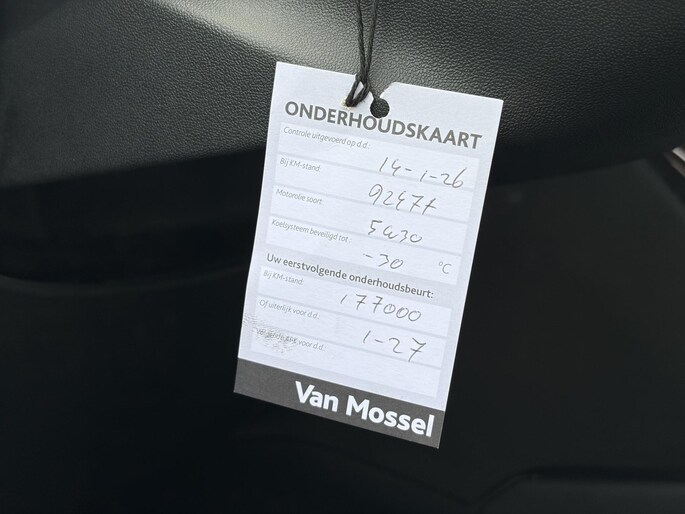 ONDERHOUDSKAART
Controle uitgevoerd op d.d.: 14-1-26
Bij KM-stand: 92477
Motorolie soort: 5w30
Koelsysteem beveiligd tot: -30 °C
Uw eerstvolgende onderhoudsbeurt:
Bij KM-stand: 177000
Of uiterlijk voor d.d.: 1-27
voor d.d.:
Van Mossel